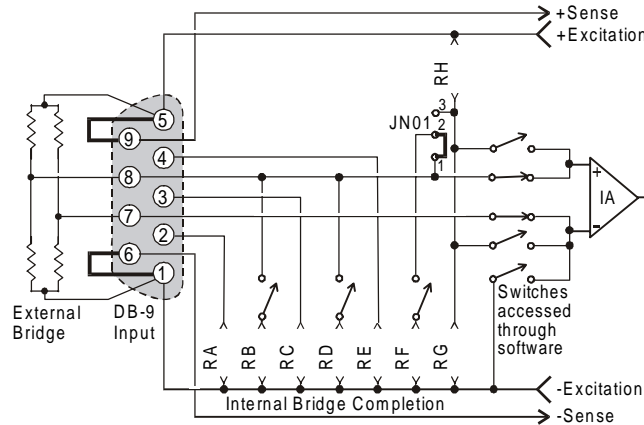 +Sense
+Excitation
RH
3
JN01
2
1
5
9
4
8
3
7
2
6
1
+
IA
-
External
Bridge
DB-9
Input
Switches
accessed
through
software
RA
RB
RC
RD
RE
RF
RG
-Excitation
Internal Bridge Completion
-Sense